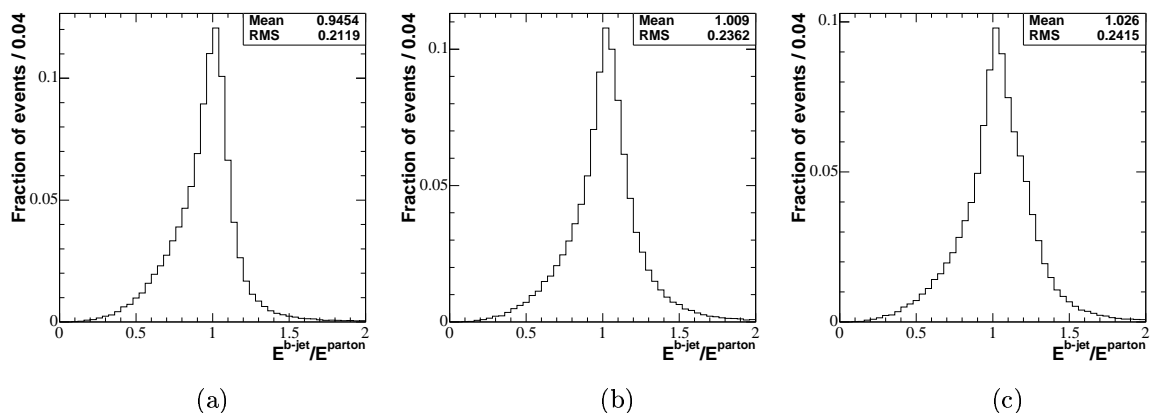 Mean 0.9454
RMS 0.2119
Fraction of events / 0.04
0.1
0.05
0
0 0.5 1 1.5 2
E^b-jet/E^parton
(a)
Mean 1.009
RMS 0.2362
Fraction of events / 0.04
0.1
0.05
0
0 0.5 1 1.5 2
E^b-jet/E^parton
(b)
Mean 1.026
RMS 0.2415
Fraction of events / 0.04
0.1
0.05
0
0 0.5 1 1.5 2
E^b-jet/E^parton
(c)